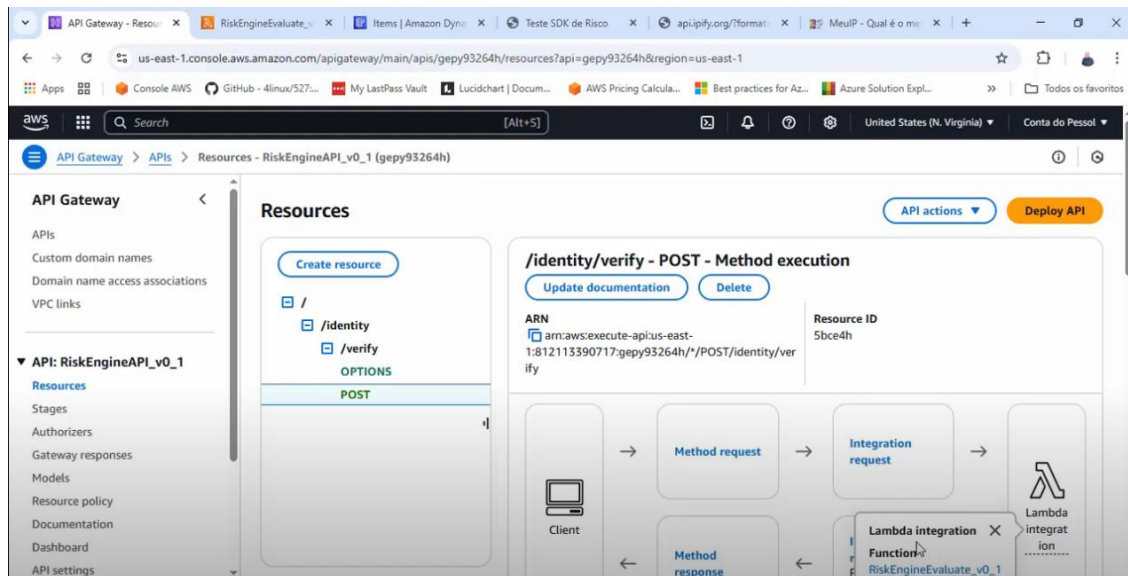 API Gateway - Resour
RiskEngineEvaluate_v
Items | Amazon Dyna
Teste SDK de Risco
api.ipify.org/?format
MeuIP - Qual é o me
us-east-1.console.aws.amazon.com/apigateway/main/apis/gepy93264h/resources?api=gepy93264h&region=us-east-1
Apps
Console AWS
GitHub - 4linux/527:...
My LastPass Vault
Lucidchart | Docum...
AWS Pricing Calcula...
Best practices for Az...
Azure Solution Expl...
Todos os favoritos
aws
Search
[Alt+S]
United States (N. Virginia)
Conta do Pessol
API Gateway > APIs > Resources - RiskEngineAPI_v0_1 (gepy93264h)
API Gateway
APIs
Custom domain names
Domain name access associations
VPC links
API: RiskEngineAPI_v0_1
Resources
Stages
Authorizers
Gateway responses
Models
Resource policy
Documentation
Dashboard
API settings
Resources
API actions
Deploy API
Create resource
/
/identity
/verify
OPTIONS
POST
/identity/verify - POST - Method execution
Update documentation
Delete
ARN
arn:aws:execute-api:us-east-
1:812113390717:gepy93264h/*/POST/identity/ver
ify
Resource ID
5bce4h
Client
Method request
Integration
request
Lambda
integrat
ion
Method
response
Lambda integration
Function
RiskEngineEvaluate_v0_1